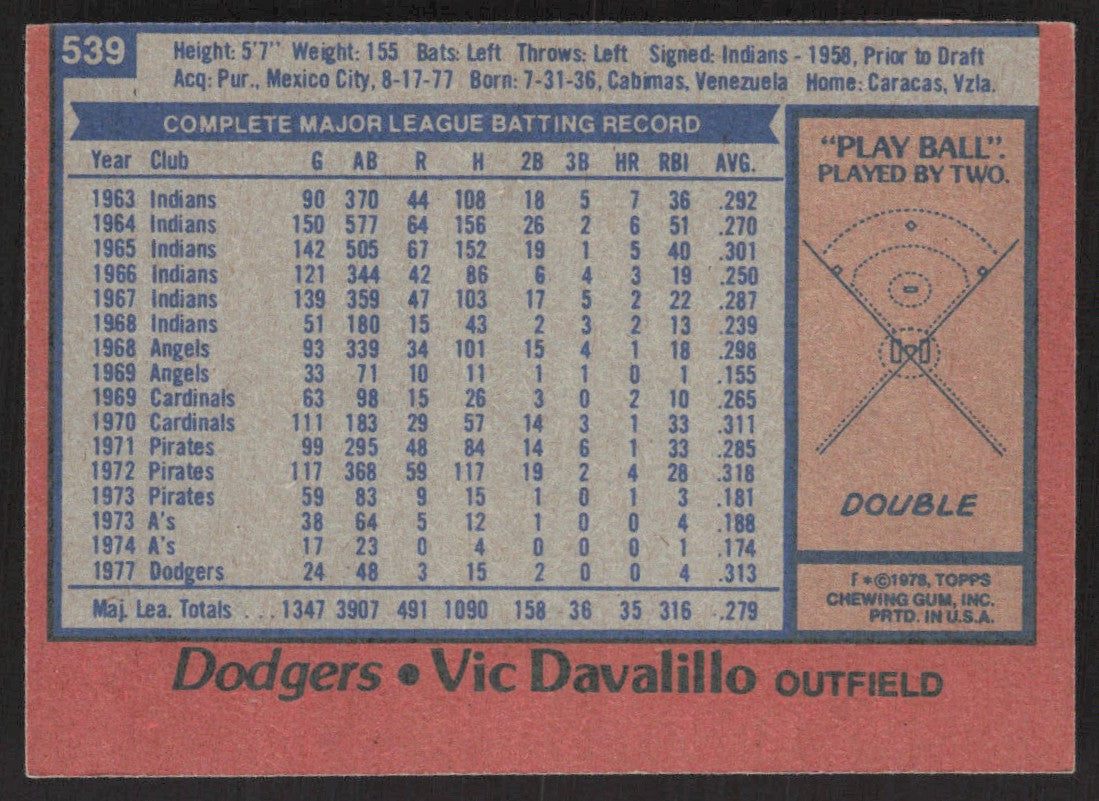 539
Height: 5'7" Weight: 155 Bats: Left Throws: Left Signed: Indians - 1958, Prior to Draft
Acq: Pur., Mexico City, 8-17-77 Born: 7-31-36, Cabimas, Venezuela Home: Caracas, Vzla.
COMPLETE MAJOR LEAGUE BATTING RECORD
Year Club G AB R H 2B 3B HR RBI AVG.
1963 Indians 90 370 44 108 18 5 7 36 .292
1964 Indians 150 577 64 156 26 2 6 51 .270
1965 Indians 142 505 67 152 19 1 5 40 .301
1966 Indians 121 344 42 86 6 4 3 19 .250
1967 Indians 139 359 47 103 17 5 2 22 .287
1968 Indians 51 180 15 43 2 3 2 13 .239
1968 Angels 93 339 34 101 15 4 1 18 .298
1969 Angels 33 71 10 11 1 1 0 1 .155
1969 Cardinals 63 98 15 26 3 0 2 10 .265
1970 Cardinals 111 183 29 57 14 3 1 33 .311
1971 Pirates 99 295 48 84 14 6 1 33 .285
1972 Pirates 117 368 59 117 19 2 4 28 .318
1973 Pirates 59 83 9 15 1 0 1 3 .181
1973 A's 38 64 5 12 1 0 0 4 .188
1974 A's 17 23 0 4 0 0 0 1 .174
1977 Dodgers 24 48 3 15 2 0 0 4 .313
Maj. Lea. Totals ... 1347 3907 491 1090 158 36 35 316 .279
"PLAY BALL".
PLAYED BY TWO.
DOUBLE
F*©1978, TOPPS
CHEWING GUM, INC.
PRTD. IN U.S.A.
Dodgers • Vic Davalillo OUTFIELD